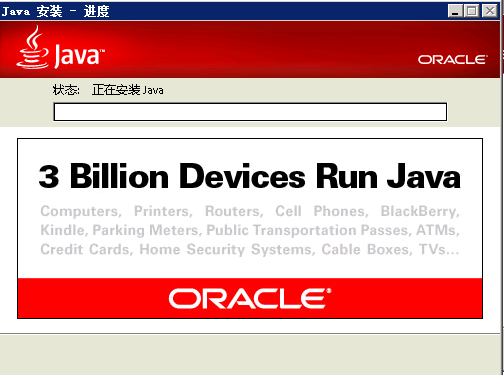 Java 安装 - 进度
Java™
ORACLE®
状态: 正在安装 Java
3 Billion Devices Run Java
Computers, Printers, Routers, Cell Phones, BlackBerry,
Kindle, Parking Meters, Public Transportation Passes, ATMs,
Credit Cards, Home Security Systems, Cable Boxes, TVs...
ORACLE®